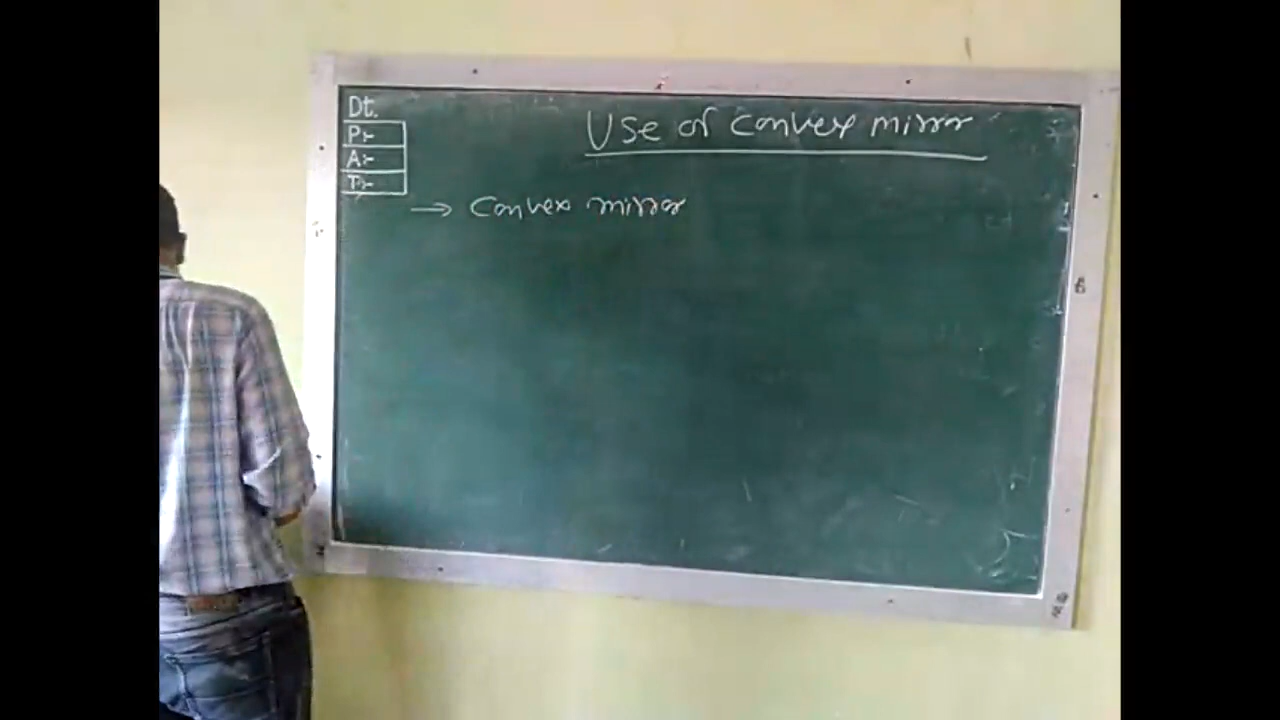 Dt.
P:-
A:-
T:-
Use of Convex mirror
→ Convex mirror